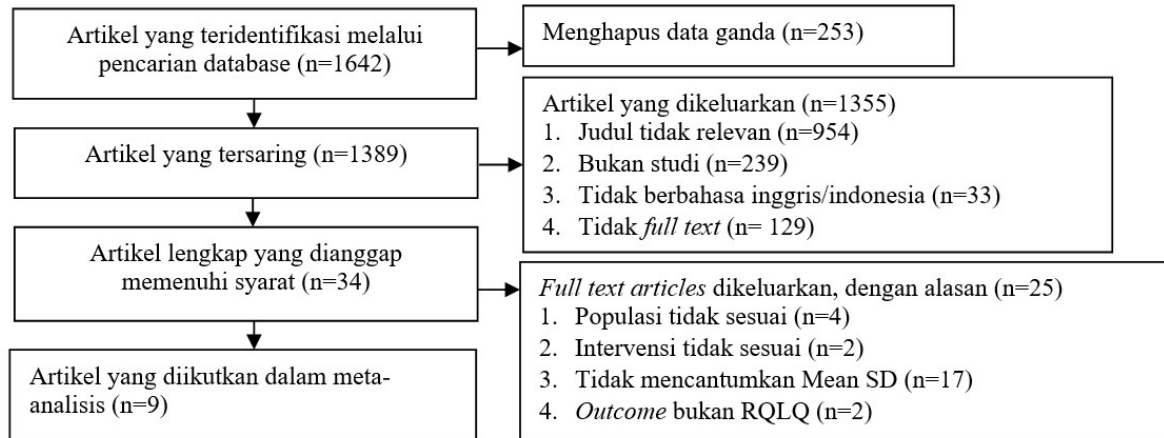 Artikel yang teridentifikasi melalui
pencarian database (n=1642)
Menghapus data ganda (n=253)
Artikel yang tersaring (n=1389)
Artikel yang dikeluarkan (n=1355)
1. Judul tidak relevan (n=954)
2. Bukan studi (n=239)
3. Tidak berbahasa inggris/indonesia (n=33)
4. Tidak full text (n= 129)
Artikel lengkap yang dianggap
memenuhi syarat (n=34)
Full text articles dikeluarkan, dengan alasan (n=25)
1. Populasi tidak sesuai (n=4)
2. Intervensi tidak sesuai (n=2)
3. Tidak mencantumkan Mean SD (n=17)
4. Outcome bukan RQLQ (n=2)
Artikel yang diikutkan dalam meta-
analisis (n=9)